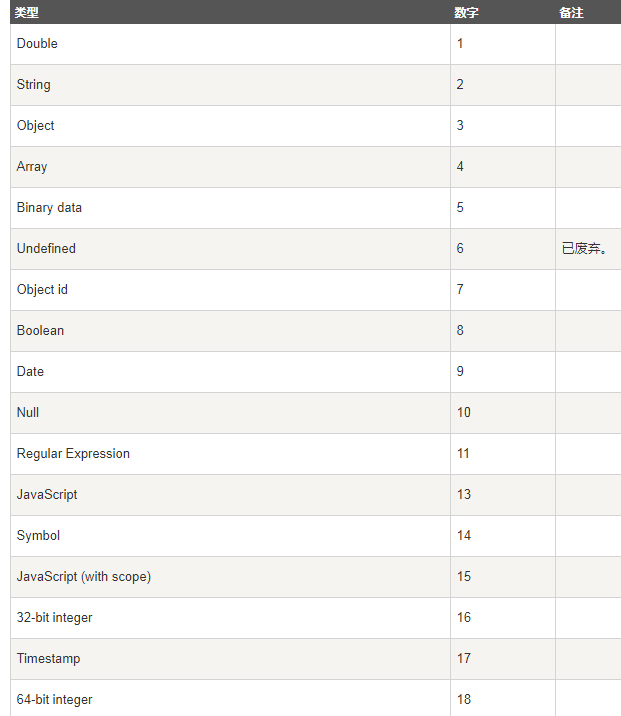 类型 数字 备注
Double 1
String 2
Object 3
Array 4
Binary data 5
Undefined 6 已废弃。
Object id 7
Boolean 8
Date 9
Null 10
Regular Expression 11
JavaScript 13
Symbol 14
JavaScript (with scope) 15
32-bit integer 16
Timestamp 17
64-bit integer 18